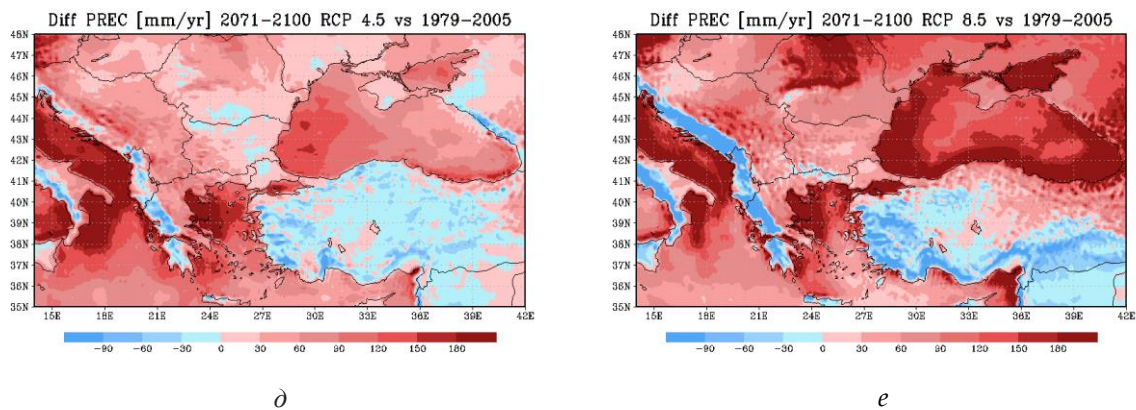 Diff PREC [mm/yr] 2071-2100 RCP 4.5 vs 1979-2005
48N
47N
46N
45N
44N
43N
42N
41N
40N
39N
38N
37N
36N
35N
15E 18E 21E 24E 27E 30E 33E 36E 39E 42E
-90 -60 -30 0 30 60 90 120 150 180
д
Diff PREC [mm/yr] 2071-2100 RCP 8.5 vs 1979-2005
48N
47N
46N
45N
44N
43N
42N
41N
40N
39N
38N
37N
36N
35N
15E 18E 21E 24E 27E 30E 33E 36E 39E 42E
-90 -60 -30 0 30 60 90 120 150 180
е